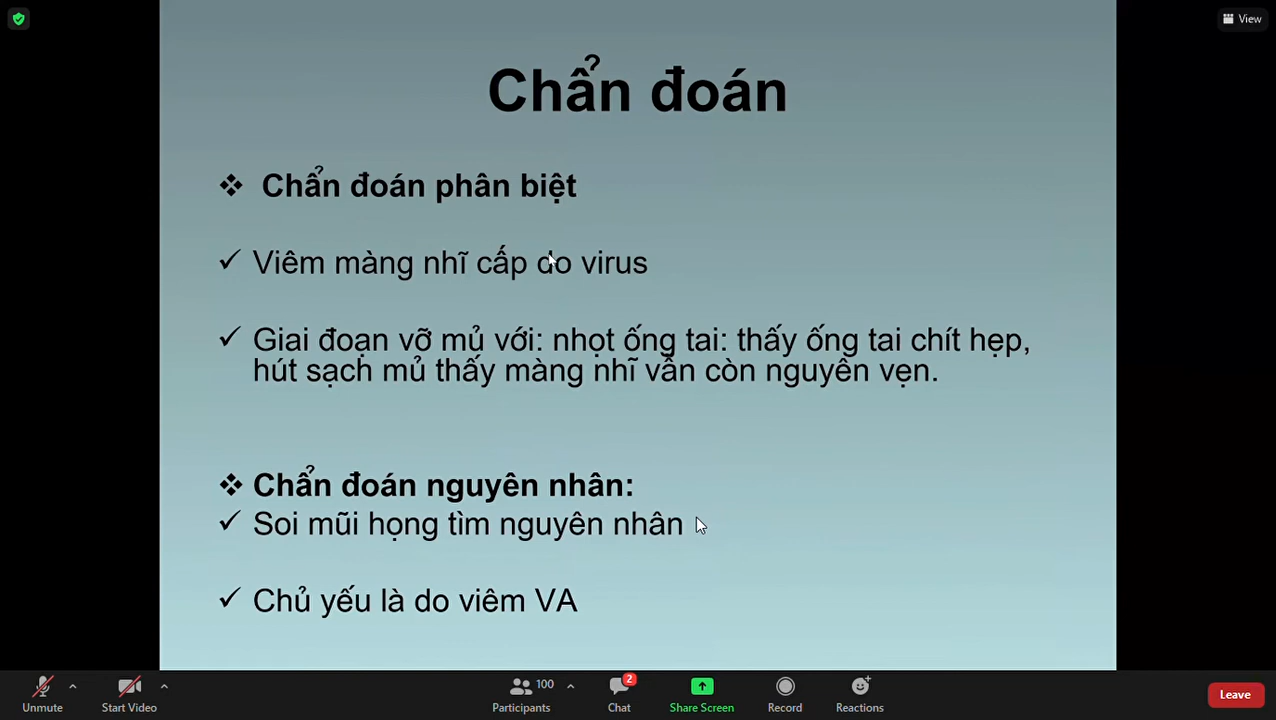 View
Chẩn đoán
❖ Chẩn đoán phân biệt
✓ Viêm màng nhĩ cấp do virus
✓ Giai đoạn vỡ mủ với: nhọt ống tai: thấy ống tai chít hẹp,
hút sạch mủ thấy màng nhĩ vẫn còn nguyên vẹn.
❖ Chẩn đoán nguyên nhân:
✓ Soi mũi họng tìm nguyên nhân
✓ Chủ yếu là do viêm VA
100
2
Unmute Start Video Participants Chat Share Screen Record Reactions Leave